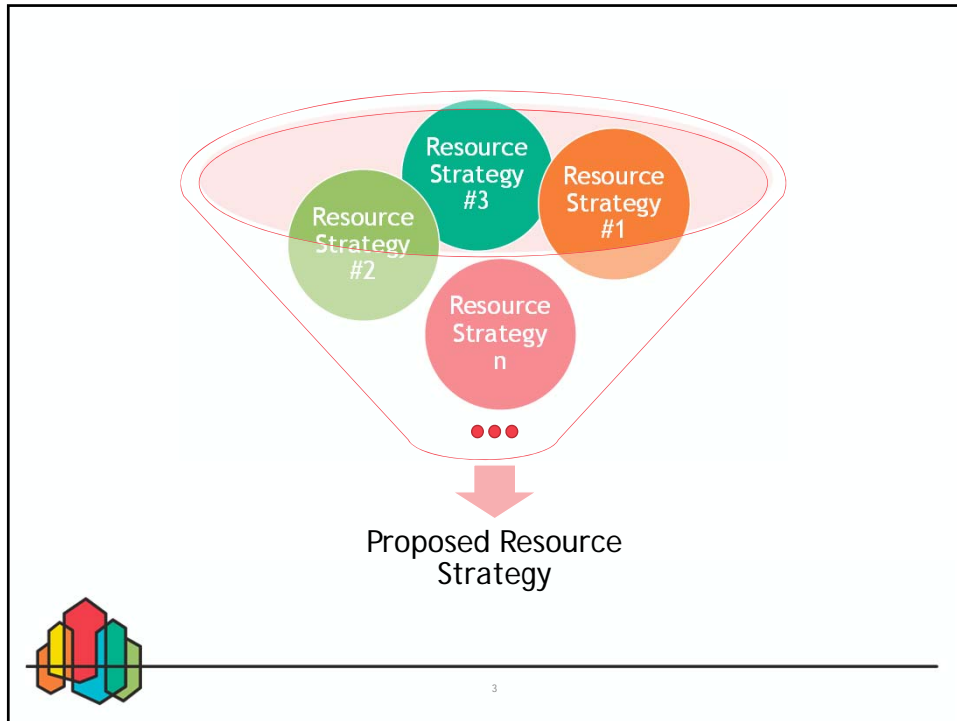 Resource
Strategy
#3
Resource
Strategy
#1
Resource
Strategy
#2
Resource
Strategy
n
Proposed Resource
Strategy
3